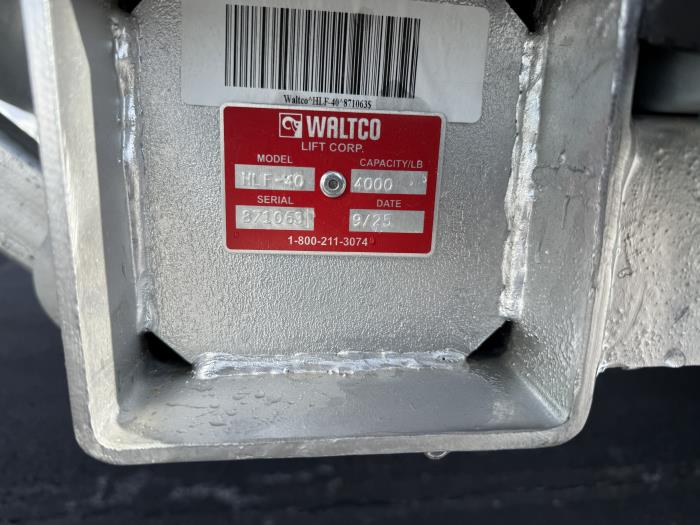 Waltco^HLF-40^8710635
WALTCO
LIFT CORP.
MODEL
CAPACITY/LB
HLF-40
4000
SERIAL
DATE
871063
9/25
1-800-211-3074